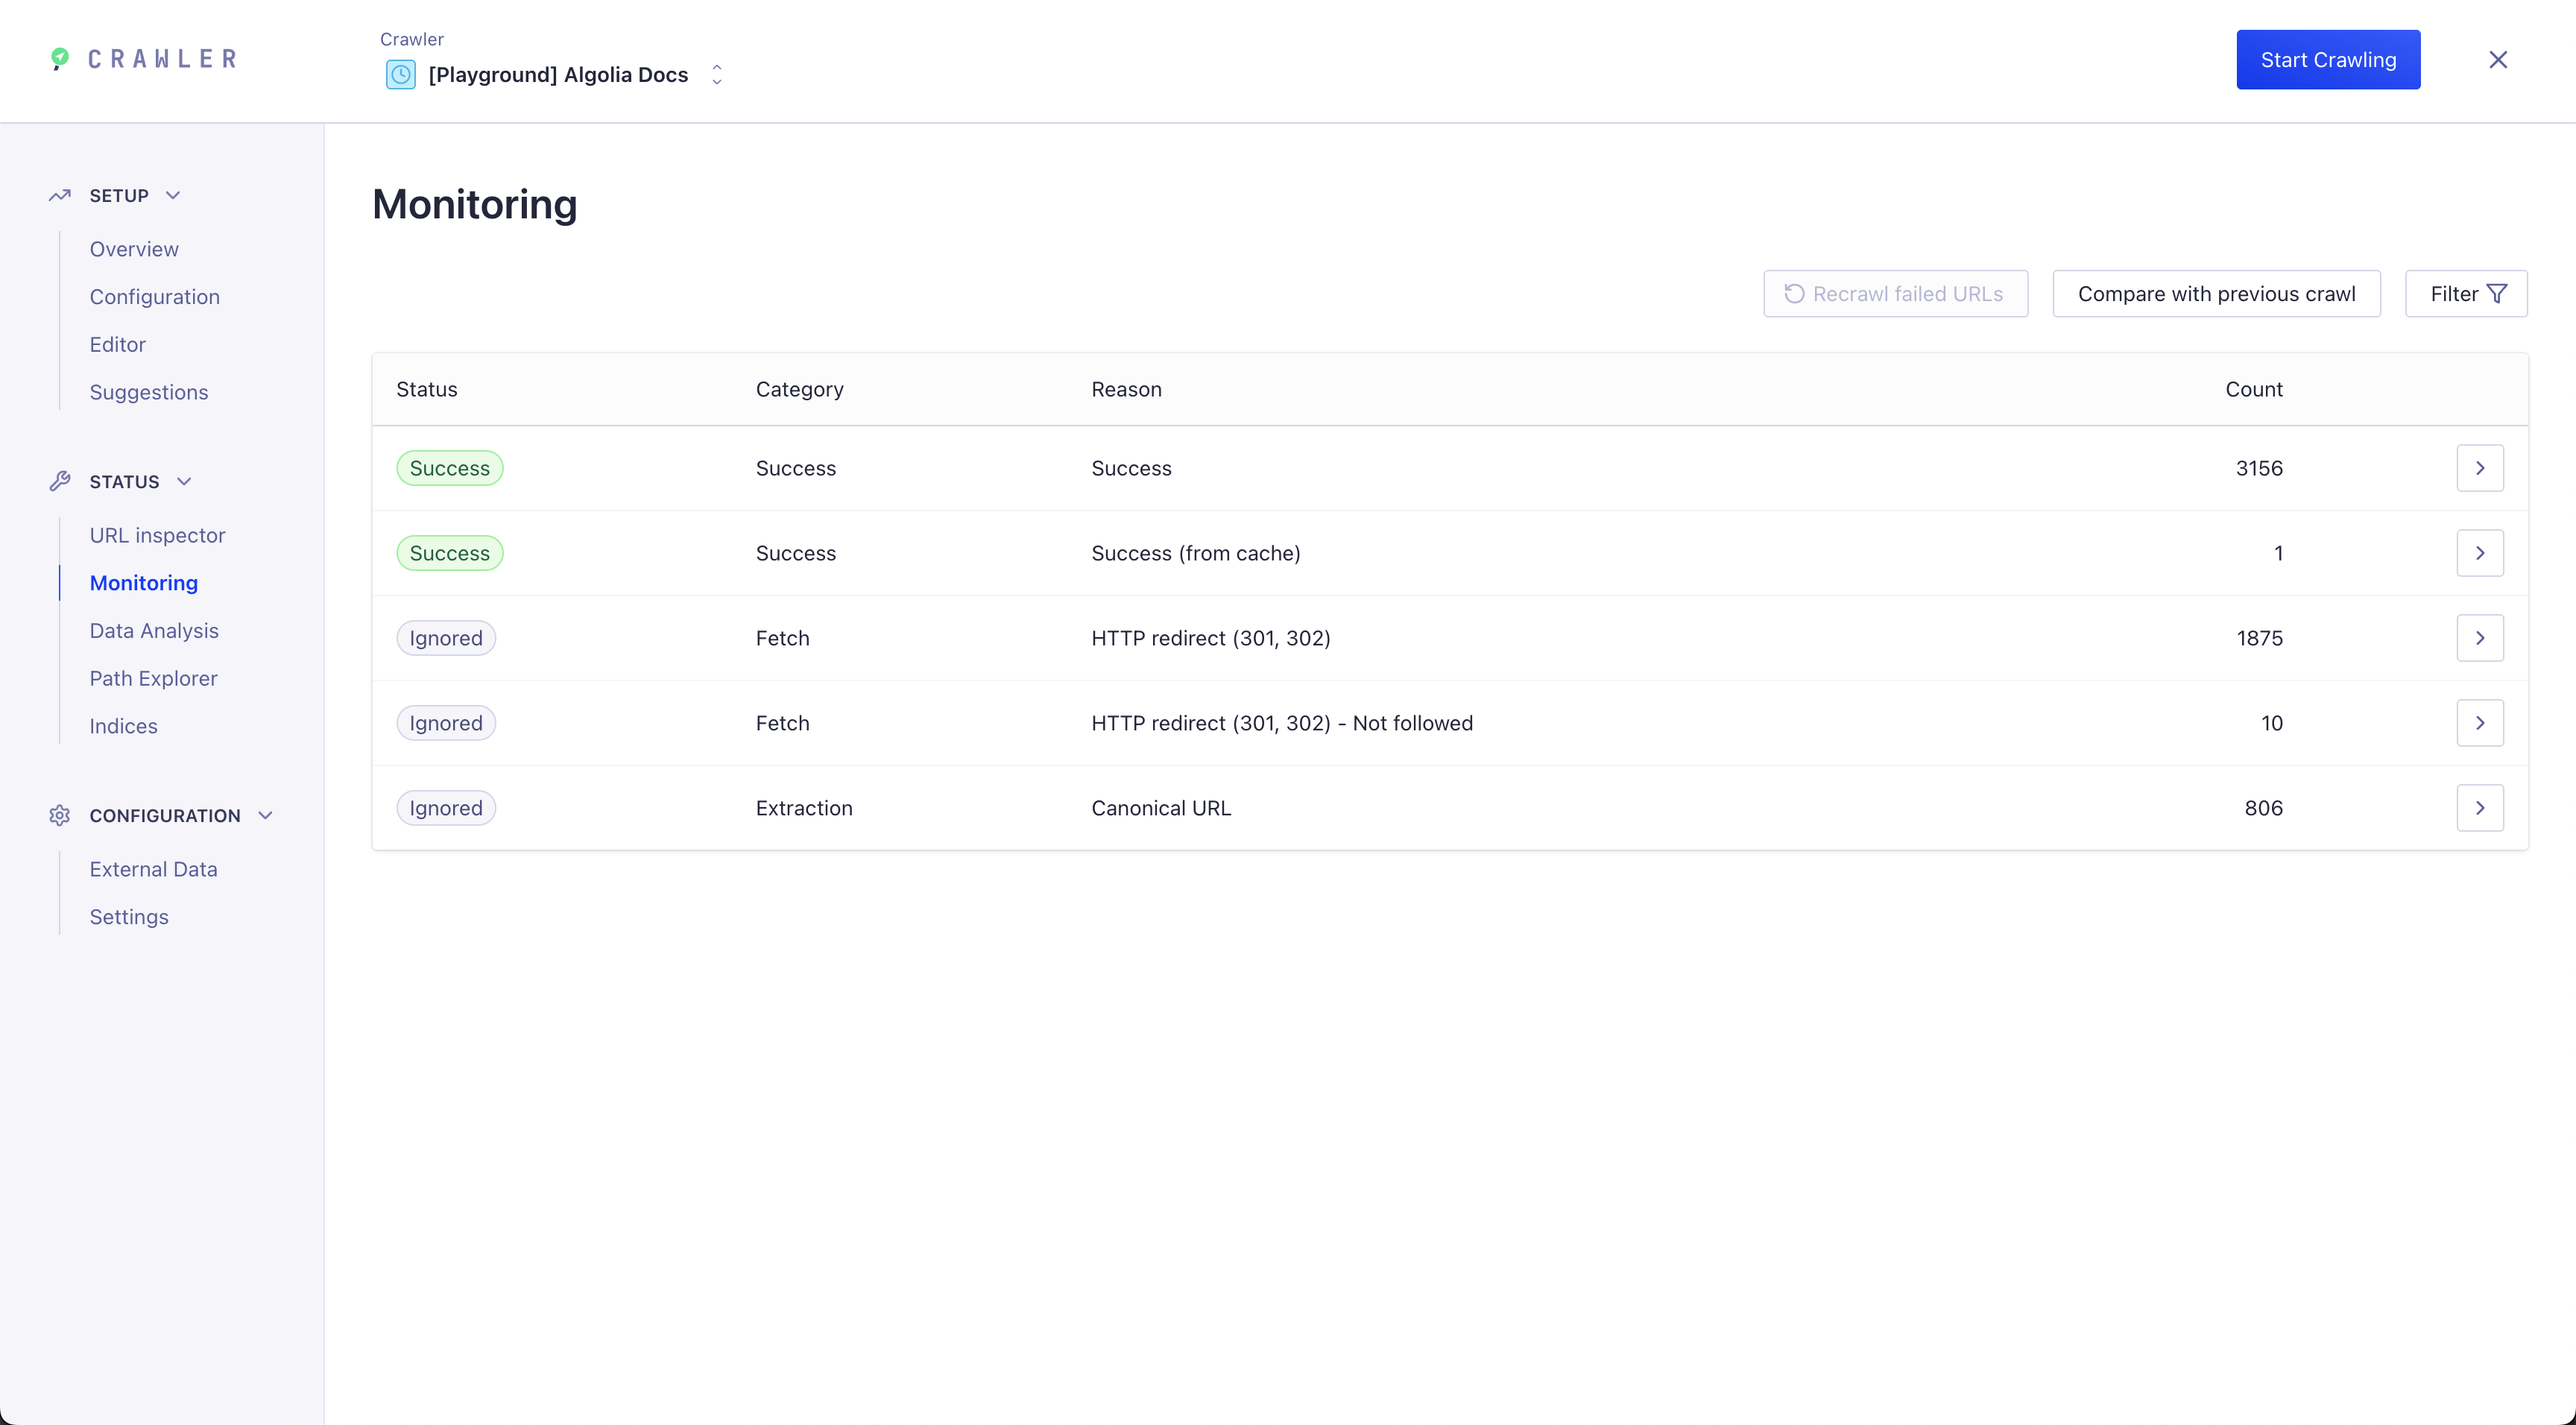 CRAWLER
Crawler
[Playground] Algolia Docs
Start Crawling
SETUP
Overview
Configuration
Editor
Suggestions
STATUS
URL inspector
Monitoring
Data Analysis
Path Explorer
Indices
CONFIGURATION
External Data
Settings
Monitoring
Recrawl failed URLs Compare with previous crawl Filter
Status Category Reason Count
Success Success Success 3156
Success Success Success (from cache) 1
Ignored Fetch HTTP redirect (301, 302) 1875
Ignored Fetch HTTP redirect (301, 302) - Not followed 10
Ignored Extraction Canonical URL 806